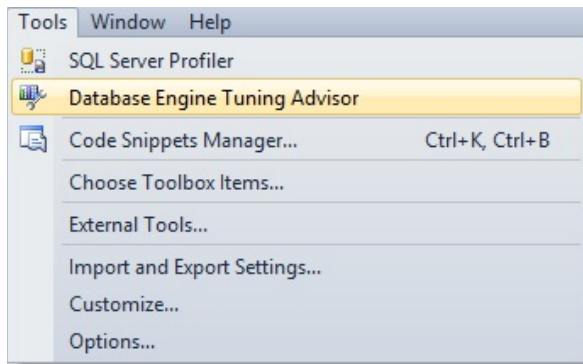 Tools Window Help
SQL Server Profiler
Database Engine Tuning Advisor
Code Snippets Manager... Ctrl+K, Ctrl+B
Choose Toolbox Items...
External Tools...
Import and Export Settings...
Customize...
Options...